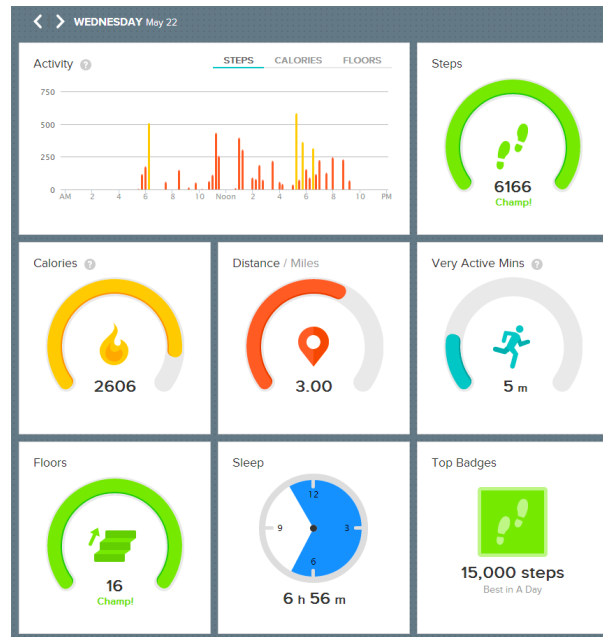 WEDNESDAY May 22
Activity ?
STEPS CALORIES FLOORS
750
500
250
0
AM 2 4 6 8 10 Noon 2 4 6 8 10 PM
Steps
6166
Champ!
Calories ?
2606
Distance / Miles
3.00
Very Active Mins ?
5 m
Floors
16
Champ!
Sleep
12
9 3
6
6 h 56 m
Top Badges
15,000 steps
Best in A Day